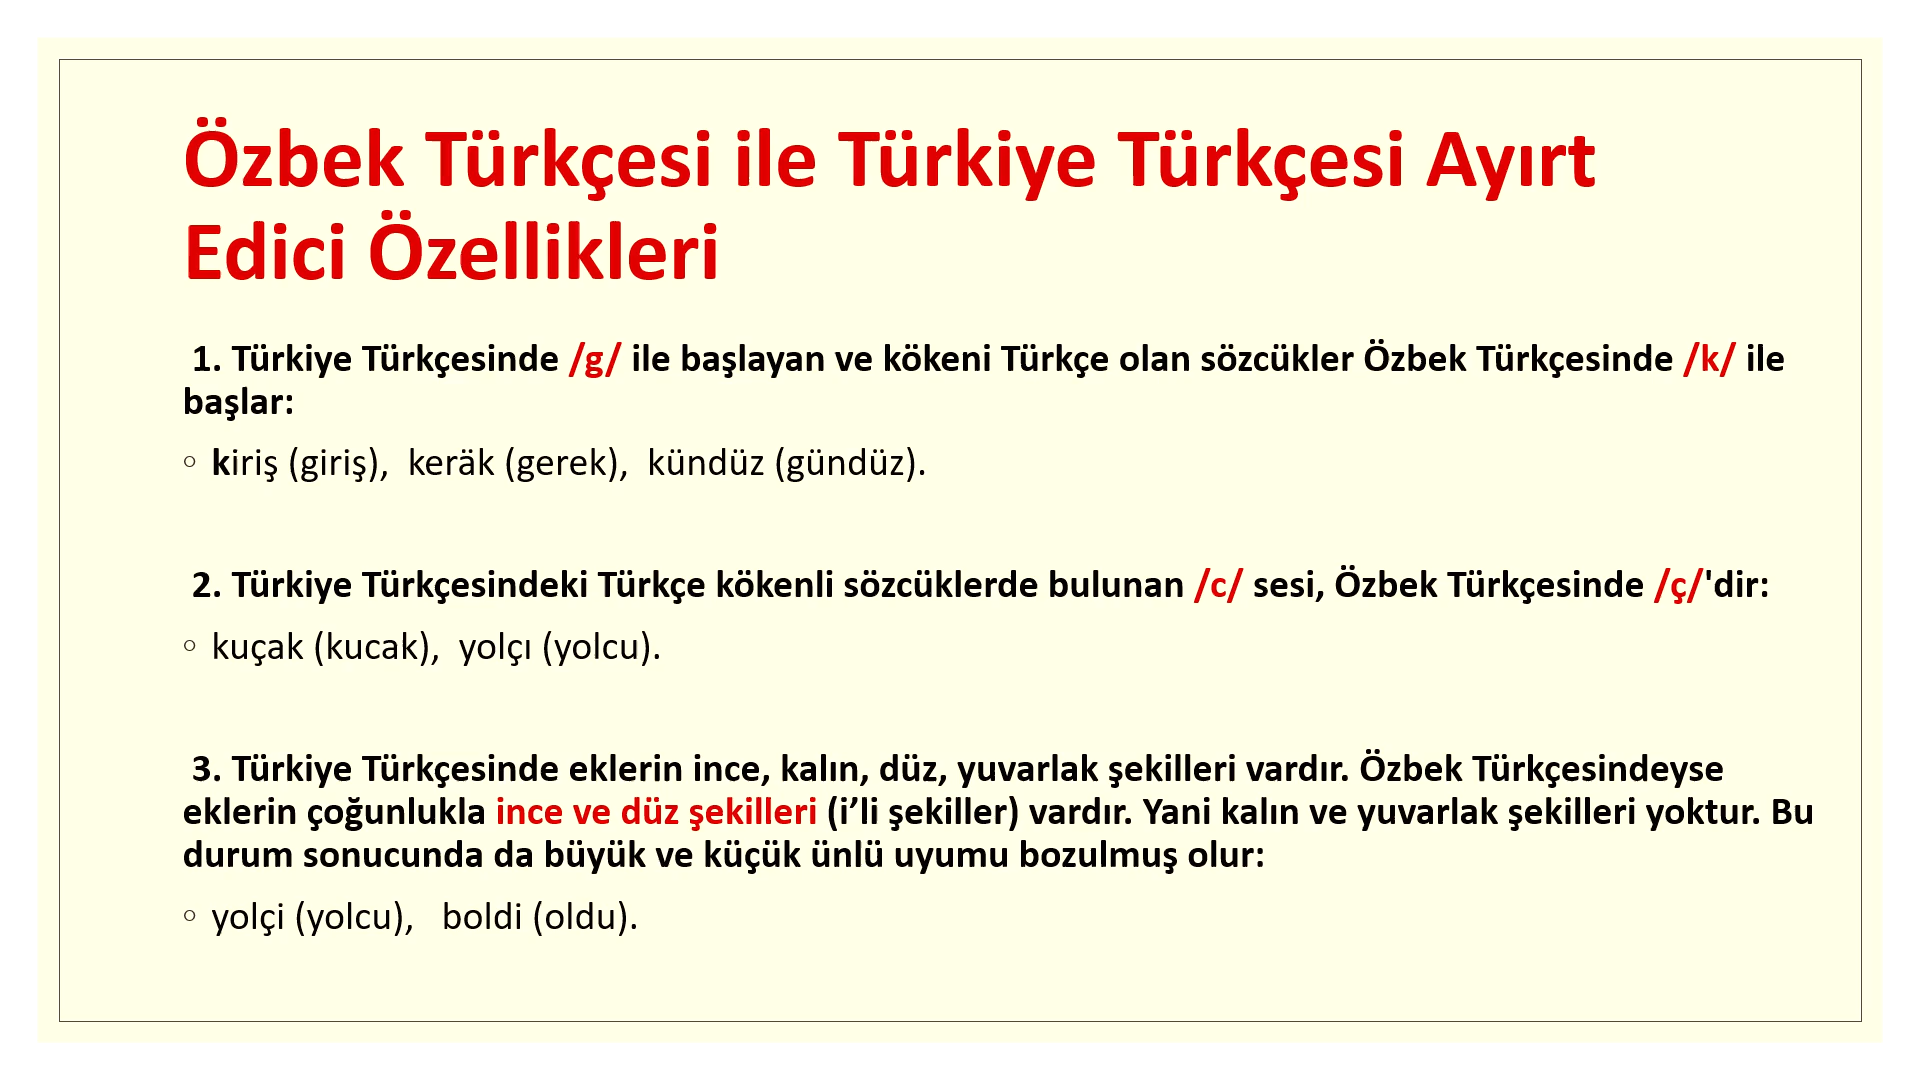 Özbek Türkçesi ile Türkiye Türkçesi Ayırt
Edici Özellikleri
1. Türkiye Türkçesinde /g/ ile başlayan ve kökeni Türkçe olan sözcükler Özbek Türkçesinde /k/ ile
başlar:
○ kiriş (giriş), keräk (gerek), kündüz (gündüz).
2. Türkiye Türkçesindeki Türkçe kökenli sözcüklerde bulunan /c/ sesi, Özbek Türkçesinde /ç/'dir:
○ kuçak (kucak), yolçı (yolcu).
3. Türkiye Türkçesinde eklerin ince, kalın, düz, yuvarlak şekilleri vardır. Özbek Türkçesindeyse
eklerin çoğunlukla ince ve düz şekilleri (i’li şekiller) vardır. Yani kalın ve yuvarlak şekilleri yoktur. Bu
durum sonucunda da büyük ve küçük ünlü uyumu bozulmuş olur:
○ yolçi (yolcu), boldi (oldu).